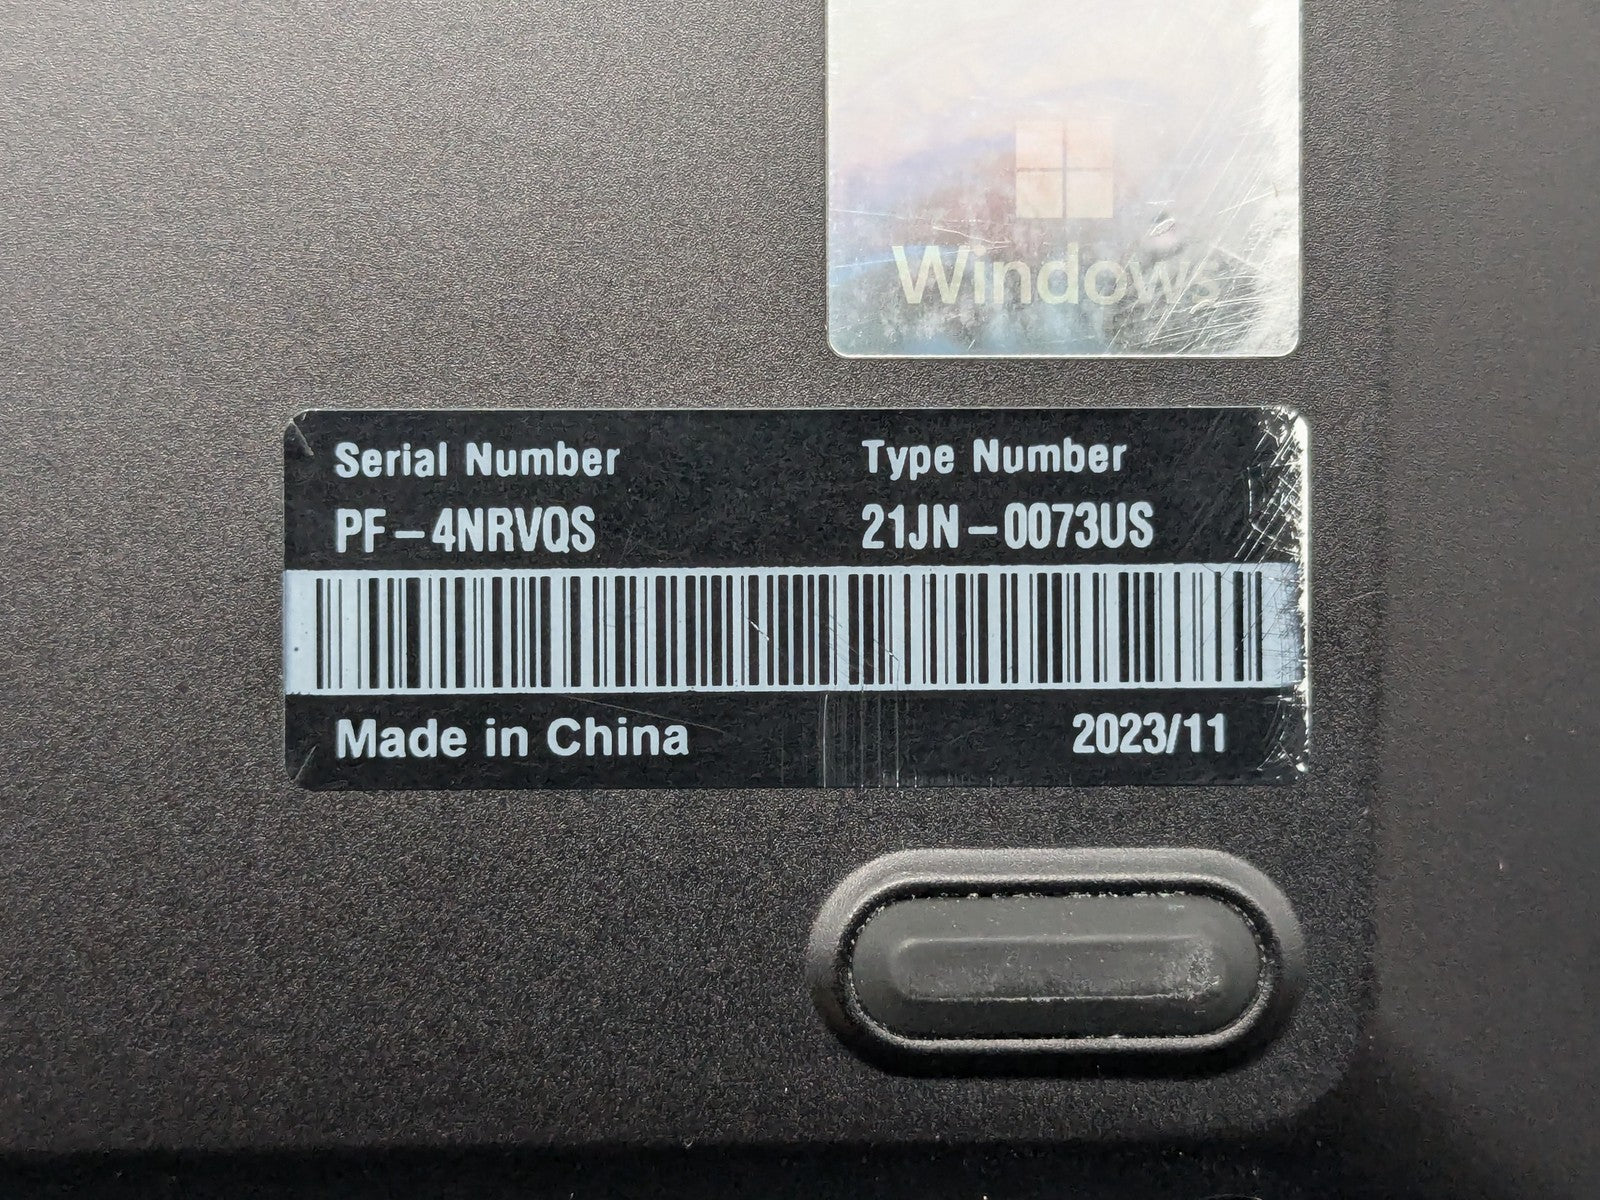 Windows
Serial Number
Type Number
PF-4NRVQS
21JN-0073US
Made in China
2023/11